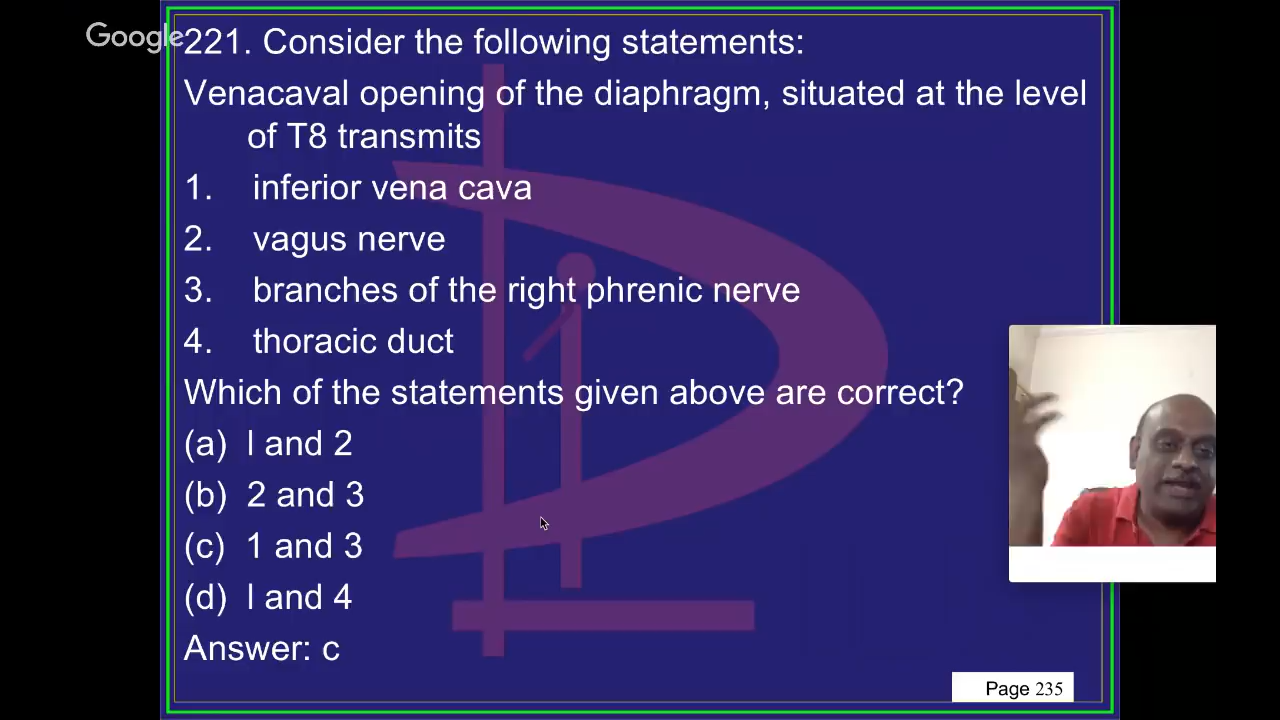 Google
221. Consider the following statements:
Venacaval opening of the diaphragm, situated at the level
of T8 transmits
1. inferior vena cava
2. vagus nerve
3. branches of the right phrenic nerve
4. thoracic duct
Which of the statements given above are correct?
(a) l and 2
(b) 2 and 3
(c) 1 and 3
(d) l and 4
Answer: c
Page 235